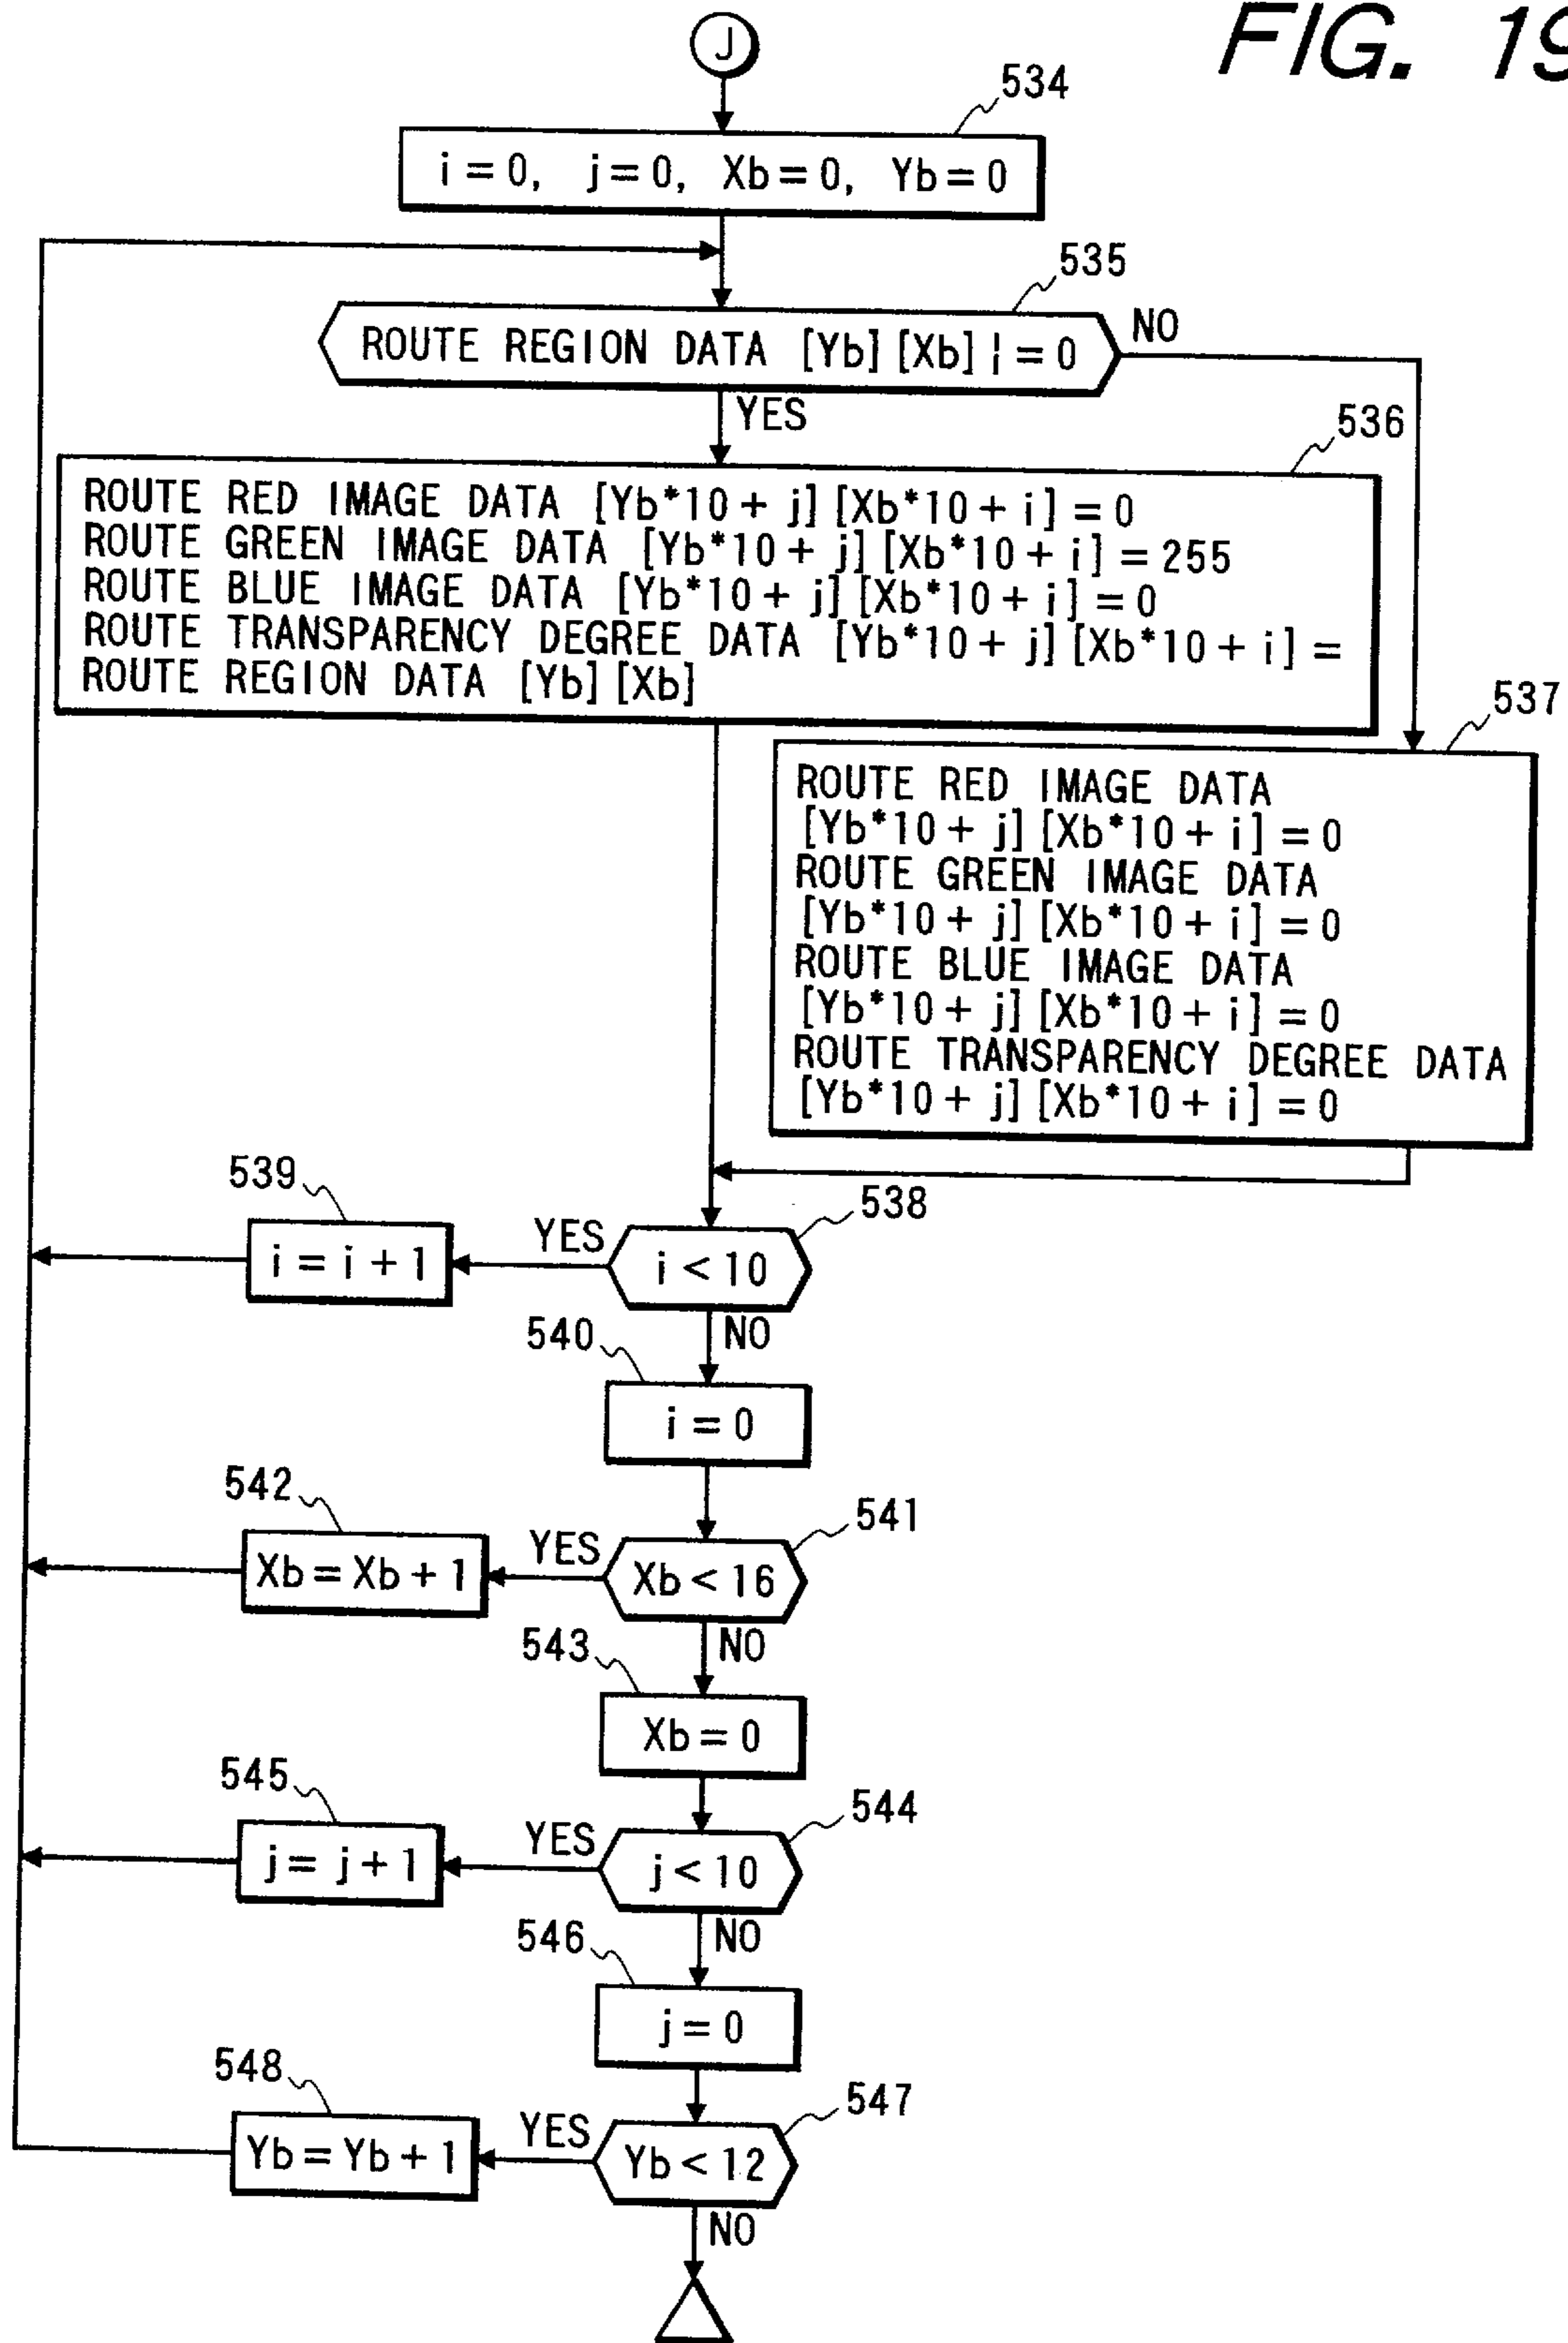 FIG. 19
J
534
i = 0, j = 0, Xb = 0, Yb = 0
535
ROUTE REGION DATA [Yb] [Xb] ¦ = 0
NO
YES
536
ROUTE RED IMAGE DATA [Yb*10 + j] [Xb*10 + i] = 0
ROUTE GREEN IMAGE DATA [Yb*10 + j] [Xb*10 + i] = 255
ROUTE BLUE IMAGE DATA [Yb*10 + j] [Xb*10 + i] = 0
ROUTE TRANSPARENCY DEGREE DATA [Yb*10 + j] [Xb*10 + i] =
ROUTE REGION DATA [Yb] [Xb]
537
ROUTE RED IMAGE DATA
[Yb*10 + j] [Xb*10 + i] = 0
ROUTE GREEN IMAGE DATA
[Yb*10 + j] [Xb*10 + i] = 0
ROUTE BLUE IMAGE DATA
[Yb*10 + j] [Xb*10 + i] = 0
ROUTE TRANSPARENCY DEGREE DATA
[Yb*10 + j] [Xb*10 + i] = 0
538
i < 10
YES
539
i = i + 1
NO
540
i = 0
541
Xb < 16
YES
542
Xb = Xb + 1
NO
543
Xb = 0
544
j < 10
YES
545
j = j + 1
NO
546
j = 0
547
Yb < 12
YES
548
Yb = Yb + 1
NO